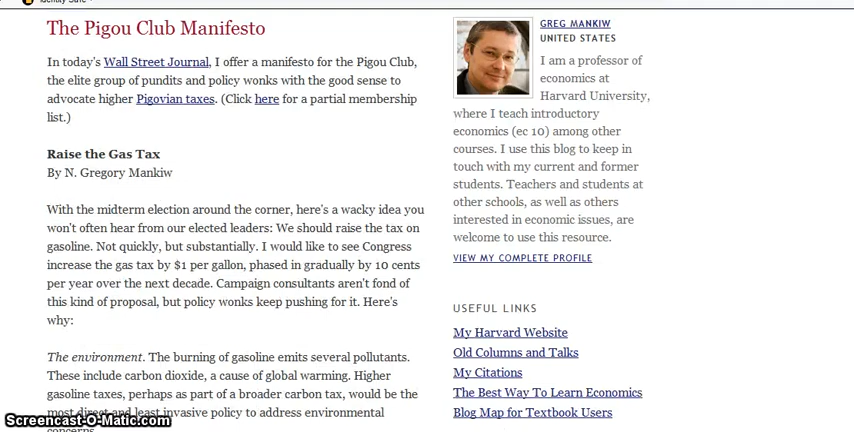 Identity Safe
The Pigou Club Manifesto
In today's Wall Street Journal, I offer a manifesto for the Pigou Club,
the elite group of pundits and policy wonks with the good sense to
advocate higher Pigovian taxes. (Click here for a partial membership
list.)
Raise the Gas Tax
By N. Gregory Mankiw
With the midterm election around the corner, here's a wacky idea you
won't often hear from our elected leaders: We should raise the tax on
gasoline. Not quickly, but substantially. I would like to see Congress
increase the gas tax by $1 per gallon, phased in gradually by 10 cents
per year over the next decade. Campaign consultants aren't fond of
this kind of proposal, but policy wonks keep pushing for it. Here's
why:
The environment. The burning of gasoline emits several pollutants.
These include carbon dioxide, a cause of global warming. Higher
gasoline taxes, perhaps as part of a broader carbon tax, would be the
most direct and least invasive policy to address environmental
concerns.
GREG MANKIW
UNITED STATES
I am a professor of
economics at
Harvard University,
where I teach introductory
economics (ec 10) among other
courses. I use this blog to keep in
touch with my current and former
students. Teachers and students at
other schools, as well as others
interested in economic issues, are
welcome to use this resource.
VIEW MY COMPLETE PROFILE
USEFUL LINKS
My Harvard Website
Old Columns and Talks
My Citations
The Best Way To Learn Economics
Blog Map for Textbook Users
Screencast-O-Matic.com